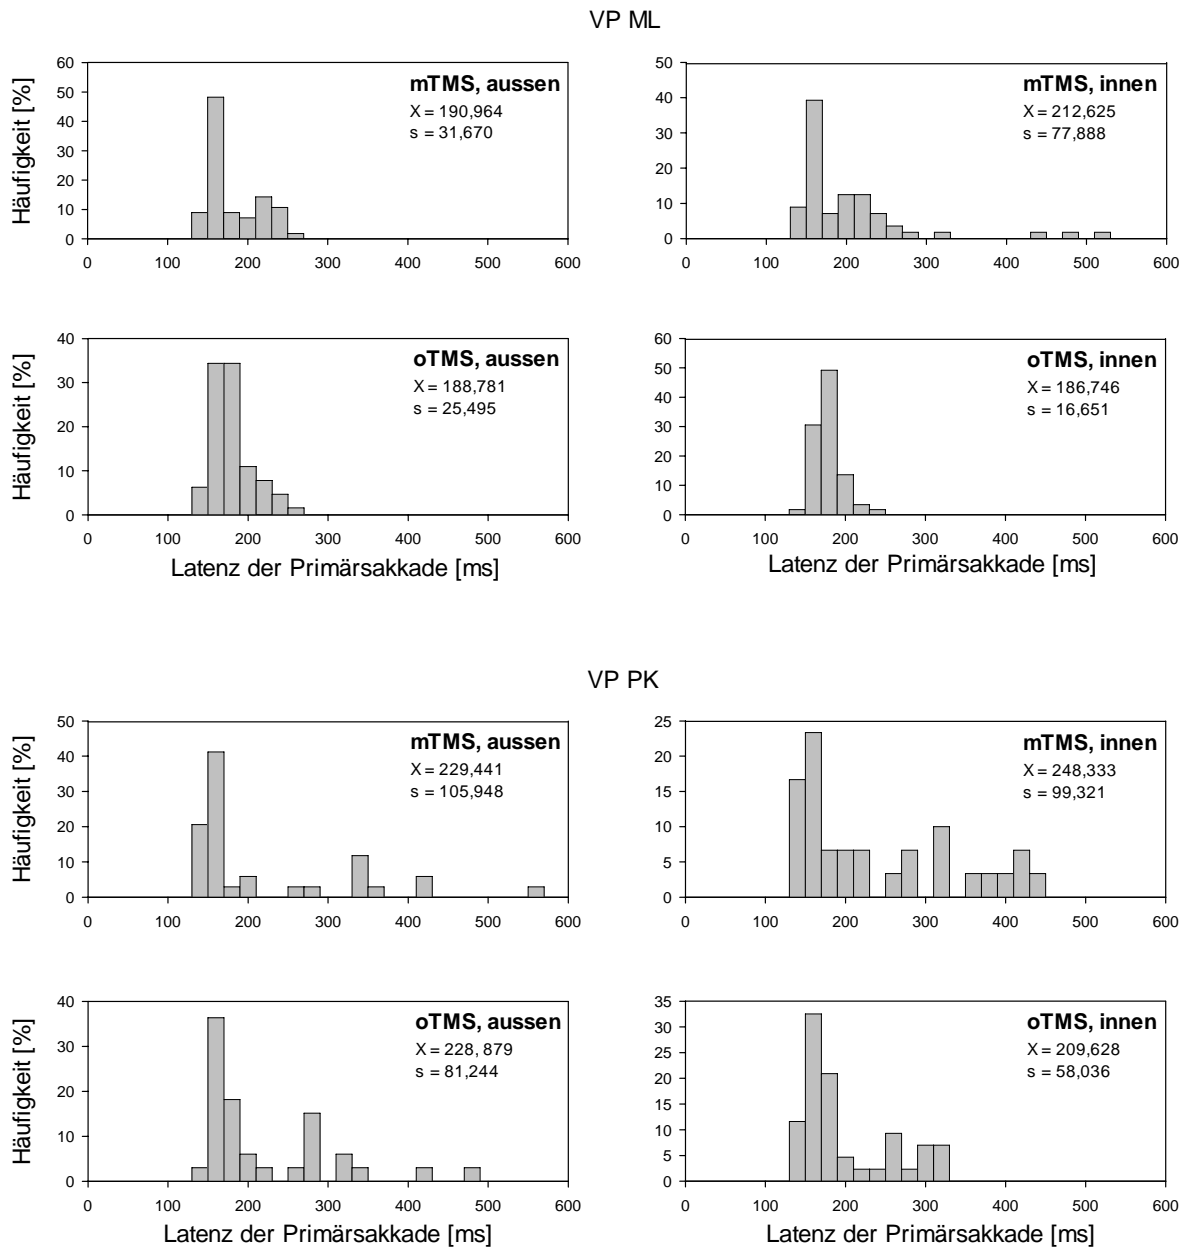 VP ML
mTMS, aussen
X = 190,964
s = 31,670
Häufigkeit [%]
60
50
40
30
20
10
0
0 100 200 300 400 500 600
mTMS, innen
X = 212,625
s = 77,888
50
40
30
20
10
0
0 100 200 300 400 500 600
oTMS, aussen
X = 188,781
s = 25,495
Häufigkeit [%]
40
30
20
10
0
0 100 200 300 400 500 600
Latenz der Primärsakkade [ms]
oTMS, innen
X = 186,746
s = 16,651
60
50
40
30
20
10
0
0 100 200 300 400 500 600
Latenz der Primärsakkade [ms]
VP PK
mTMS, aussen
X = 229,441
s = 105,948
Häufigkeit [%]
50
40
30
20
10
0
0 100 200 300 400 500 600
mTMS, innen
X = 248,333
s = 99,321
25
20
15
10
5
0
0 100 200 300 400 500 600
oTMS, aussen
X = 228, 879
s = 81,244
Häufigkeit [%]
40
30
20
10
0
0 100 200 300 400 500 600
Latenz der Primärsakkade [ms]
oTMS, innen
X = 209,628
s = 58,036
35
30
25
20
15
10
5
0
0 100 200 300 400 500 600
Latenz der Primärsakkade [ms]